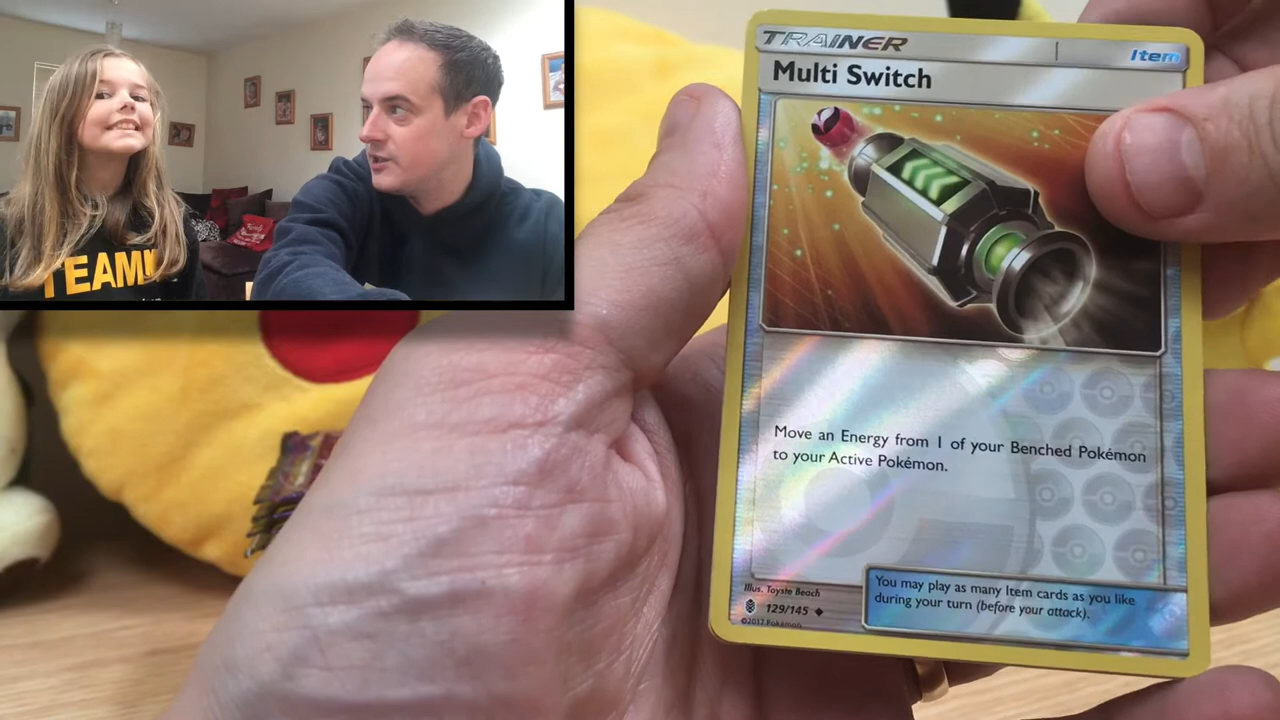 TRAINER
Item
Multi Switch
Move an Energy from 1 of your Benched Pokémon
to your Active Pokémon.
Illus. Toyste Beach
129/145
©2017 Pokémon
You may play as many Item cards as you like
during your turn (before your attack).
TEAM